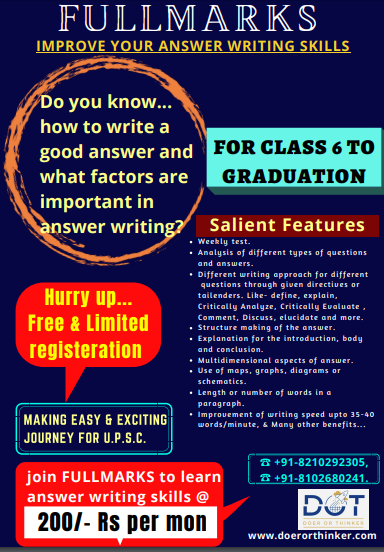 FULLMARKS
IMPROVE YOUR ANSWER WRITING SKILLS
Do you know...
how to write a
good answer and
what factors are
important in
answer writing?
FOR CLASS 6 TO
GRADUATION
Salient Features
Weekly test.
Analysis of different types of questions
and answers.
Different writing approach for different
questions through given directives or
tailenders. Like- define, explain,
Critically Analyze, Critically Evaluate ,
Comment, Discuss, elucidate and more.
Structure making of the answer.
Explanation for the introduction, body
and conclusion.
Multidimensional aspects of answer.
Use of maps, graphs, diagrams or
schematics.
Length or number of words in a
paragraph.
Improvement of writing speed upto 35-40
words/minute, & Many other benefits...
Hurry up...
Free & Limited
registeration
MAKING EASY & EXCITING
JOURNEY FOR U.P.S.C.
join FULLMARKS to learn
answer writing skills @
200/- Rs per mon
☎ +91-8210292305,
☎ +91-8102680241.
DOT
DOER OR THINKER
www.doerorthinker.com